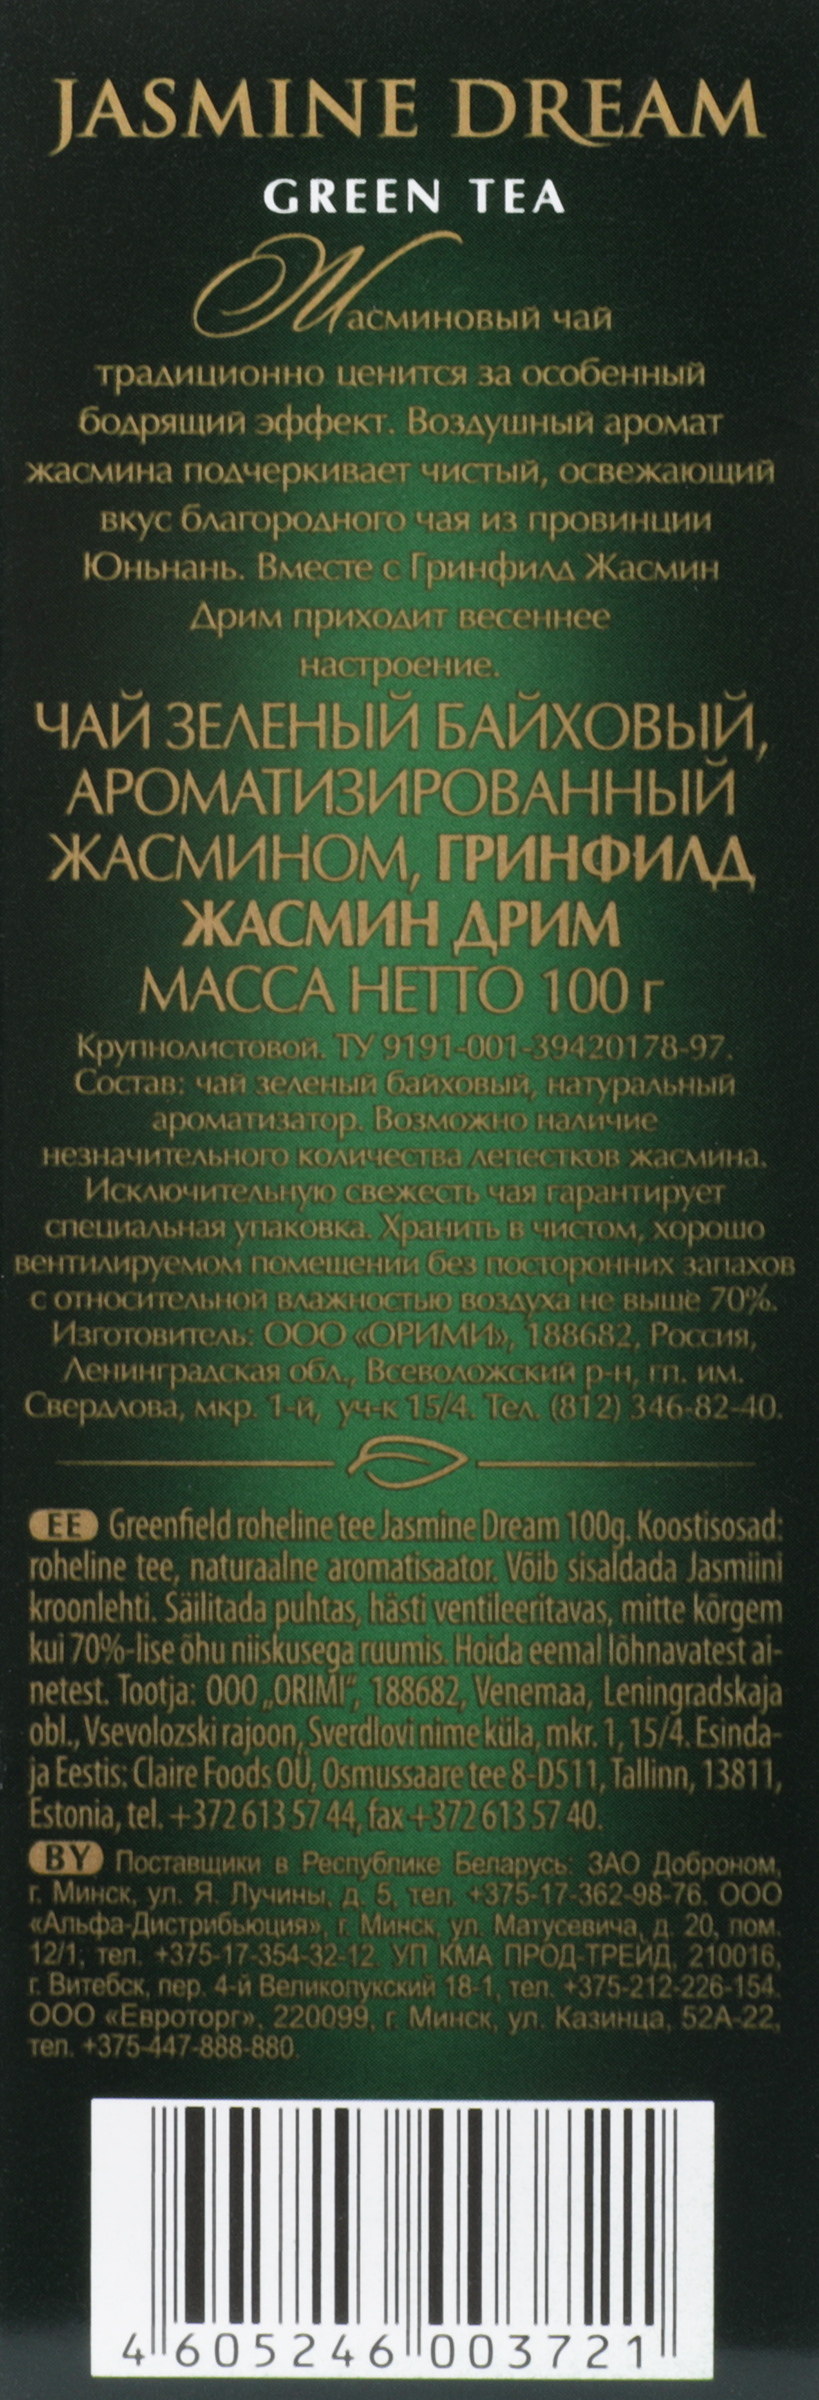 JASMINE DREAM
GREEN TEA
Жасминовый чай
традиционно ценится за особенный
бодрящий эффект. Воздушный аромат
жасмина подчеркивает чистый, освежающий
вкус благородного чая из провинции
Юньнань. Вместе с Гринфилд Жасмин
Дрим приходит весеннее
настроение.
ЧАЙ ЗЕЛЕНЫЙ БАЙХОВЫЙ,
АРОМАТИЗИРОВАННЫЙ
ЖАСМИНОМ, ГРИНФИЛД
ЖАСМИН ДРИМ
МАССА НЕТТО 100 г
Крупнолистовой. ТУ 9191-001-39420178-97.
Состав: чай зеленый байховый, натуральный
ароматизатор. Возможно наличие
незначительного количества лепестков жасмина.
Исключительную свежесть чая гарантирует
специальная упаковка. Хранить в чистом, хорошо
вентилируемом помещении без посторонних запахов
с относительной влажностью воздуха не выше 70%.
Изготовитель: ООО «ОРИМИ», 188682, Россия,
Ленинградская обл., Всеволожский р-н, гп. им.
Свердлова, мкр. 1-й, уч-к 15/4. Тел. (812) 346-82-40.
EE Greenfield roheline tee Jasmine Dream 100g. Koostisosad:
roheline tee, naturaalne aromatisaator. Võib sisaldada Jasmiini
kroonlehti. Säilitada puhtas, hästi ventileeritavas, mitte kõrgem
kui 70%-lise õhu niiskusega ruumis. Hoida eemal lõhnavatest ai-
netest. Tootja: OOO „ORIMI", 188682, Venemaa, Leningradskaja
obl., Vsevolozski rajoon, Sverdlovi nime küla, mkr. 1, 15/4. Esinda-
ja Eestis: Claire Foods OÜ, Osmussaare tee 8-D511, Tallinn, 13811,
Estonia, tel. +372 613 57 44, fax +372 613 57 40.
BY Поставщики в Республике Беларусь: ЗАО Доброном,
г. Минск, ул. Я. Лучины, д. 5, тел. +375-17-362-98-76. ООО
«Альфа-Дистрибьюция», г. Минск, ул. Матусевича, д. 20, пом.
12/1; тел. +375-17-354-32-12. УП КМА ПРОД-ТРЕЙД, 210016,
г. Витебск, пер. 4-й Великолукский 18-1, тел. +375-212-226-154.
ООО «Евроторг», 220099, г. Минск, ул. Казинца, 52А-22,
тел. +375-447-888-880.
4 605246 003721